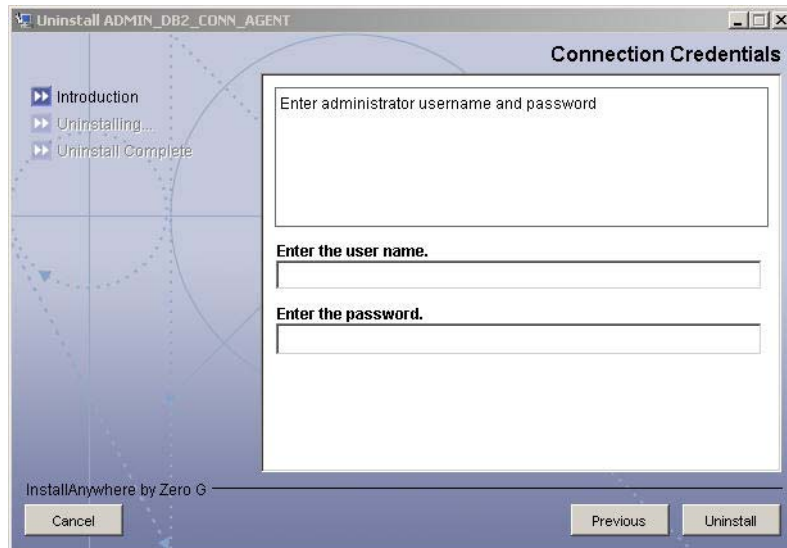 Uninstall ADMIN_DB2_CONN_AGENT
Connection Credentials
Introduction
Uninstalling...
Uninstall Complete
Enter administrator username and password
Enter the user name.
Enter the password.
InstallAnywhere by Zero G
Cancel
Previous
Uninstall